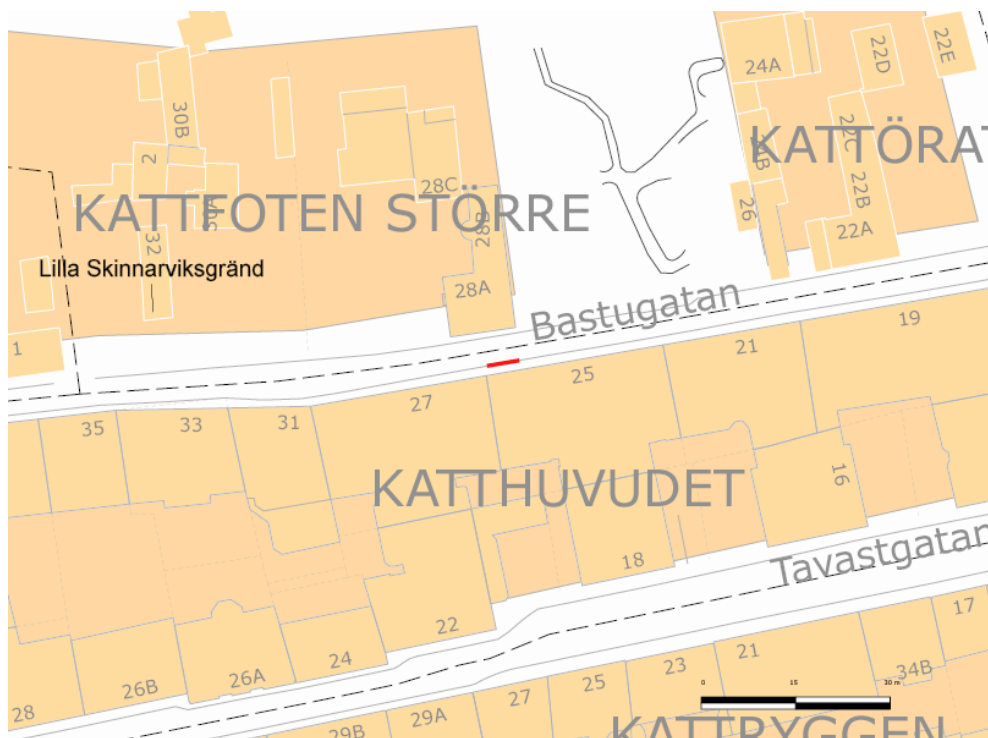 22E
22D
24A
30B
22C
24B
KATTÖRAT
2
28C
22B
30A
26
KATTFOTEN STÖRRE
28B
22A
32
Lilla Skinnarviksgränd
28A
Bastugatan
19
1
21
25
27
31
33
35
KATTHUVUDET
16
18
Tavastgatan
22
17
24
21
23
34B
26A
26B
25
0 15 30 m
27
28
29A
29B
KATTRYGGEN